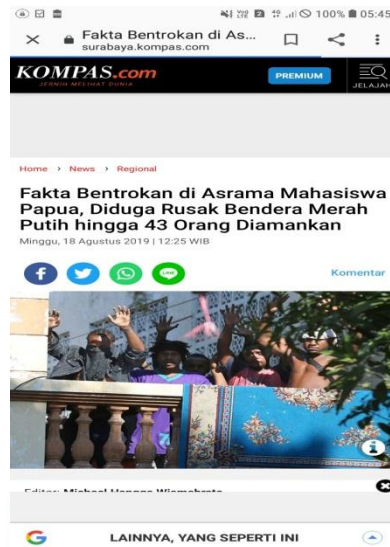 100% 05:45
Fakta Bentrokan di As...
surabaya.kompas.com
KOMPAS.com
JERNIH MELIHAT DUNIA
PREMIUM
JELAJAH
Home > News > Regional
Fakta Bentrokan di Asrama Mahasiswa
Papua, Diduga Rusak Bendera Merah
Putih hingga 43 Orang Diamankan
Minggu, 18 Agustus 2019 | 12:25 WIB
LINE
Komentar
LAINNYA, YANG SEPERTI INI